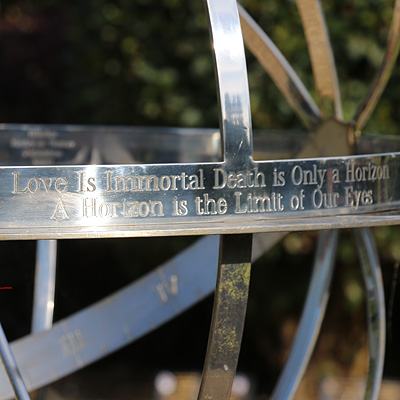 Love Is Immortal Death is Only a Horizon
A Horizon is the Limit of Our Eyes